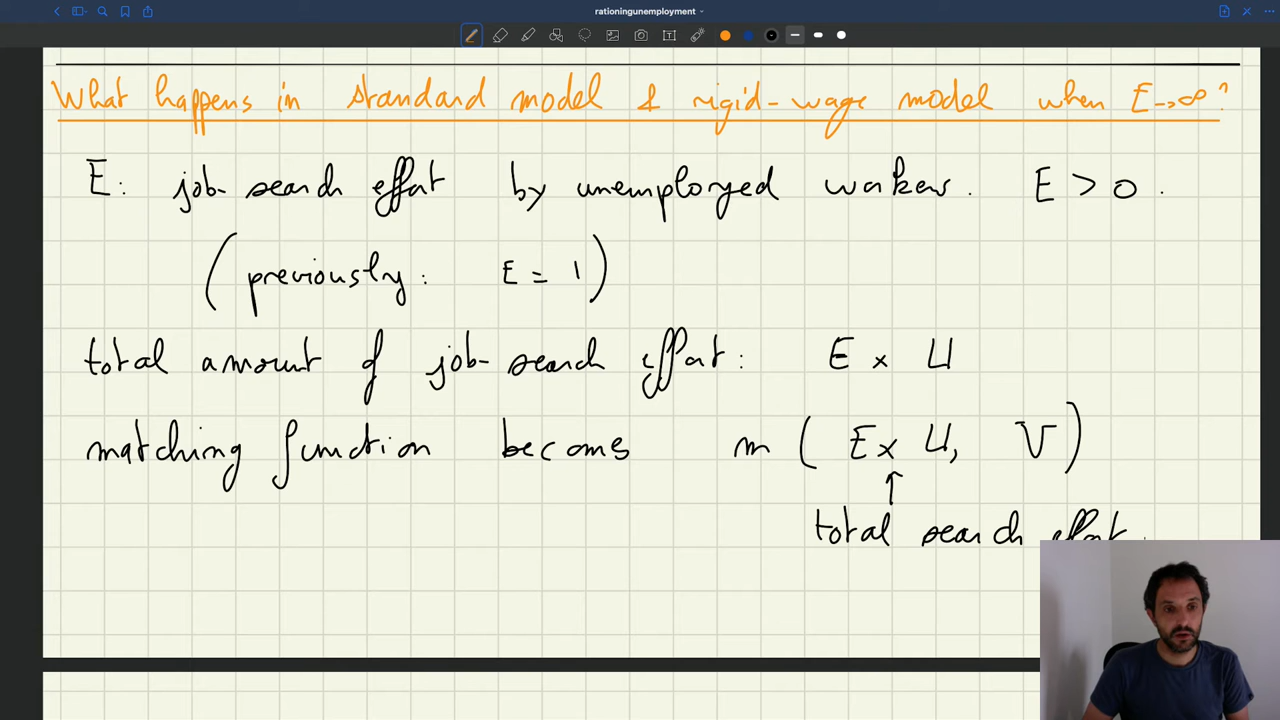 rationingunemployment
What happens in standard model & rigid-wage model when E→∞?
E: job-search effort by unemployed workers. E > 0.
(previously: E = 1)
total amount of job-search effort: E × U
matching function becomes m ( E × U, V )
↑
total search effort.